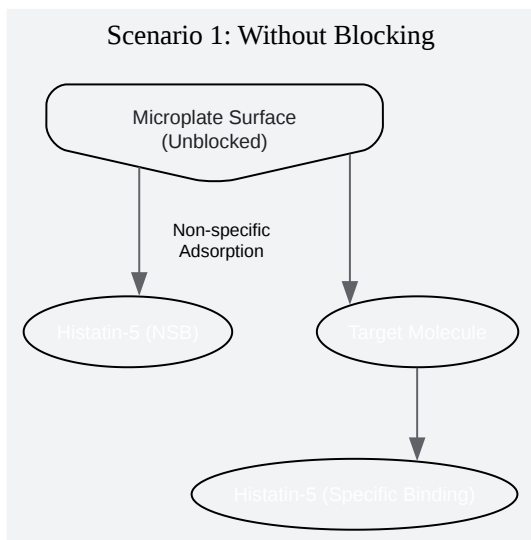 Scenario 1: Without Blocking
Microplate Surface
(Unblocked)
Non-specific
Adsorption
Histatin-5 (NSB)
Target Molecule
Histatin-5 (Specific Binding)